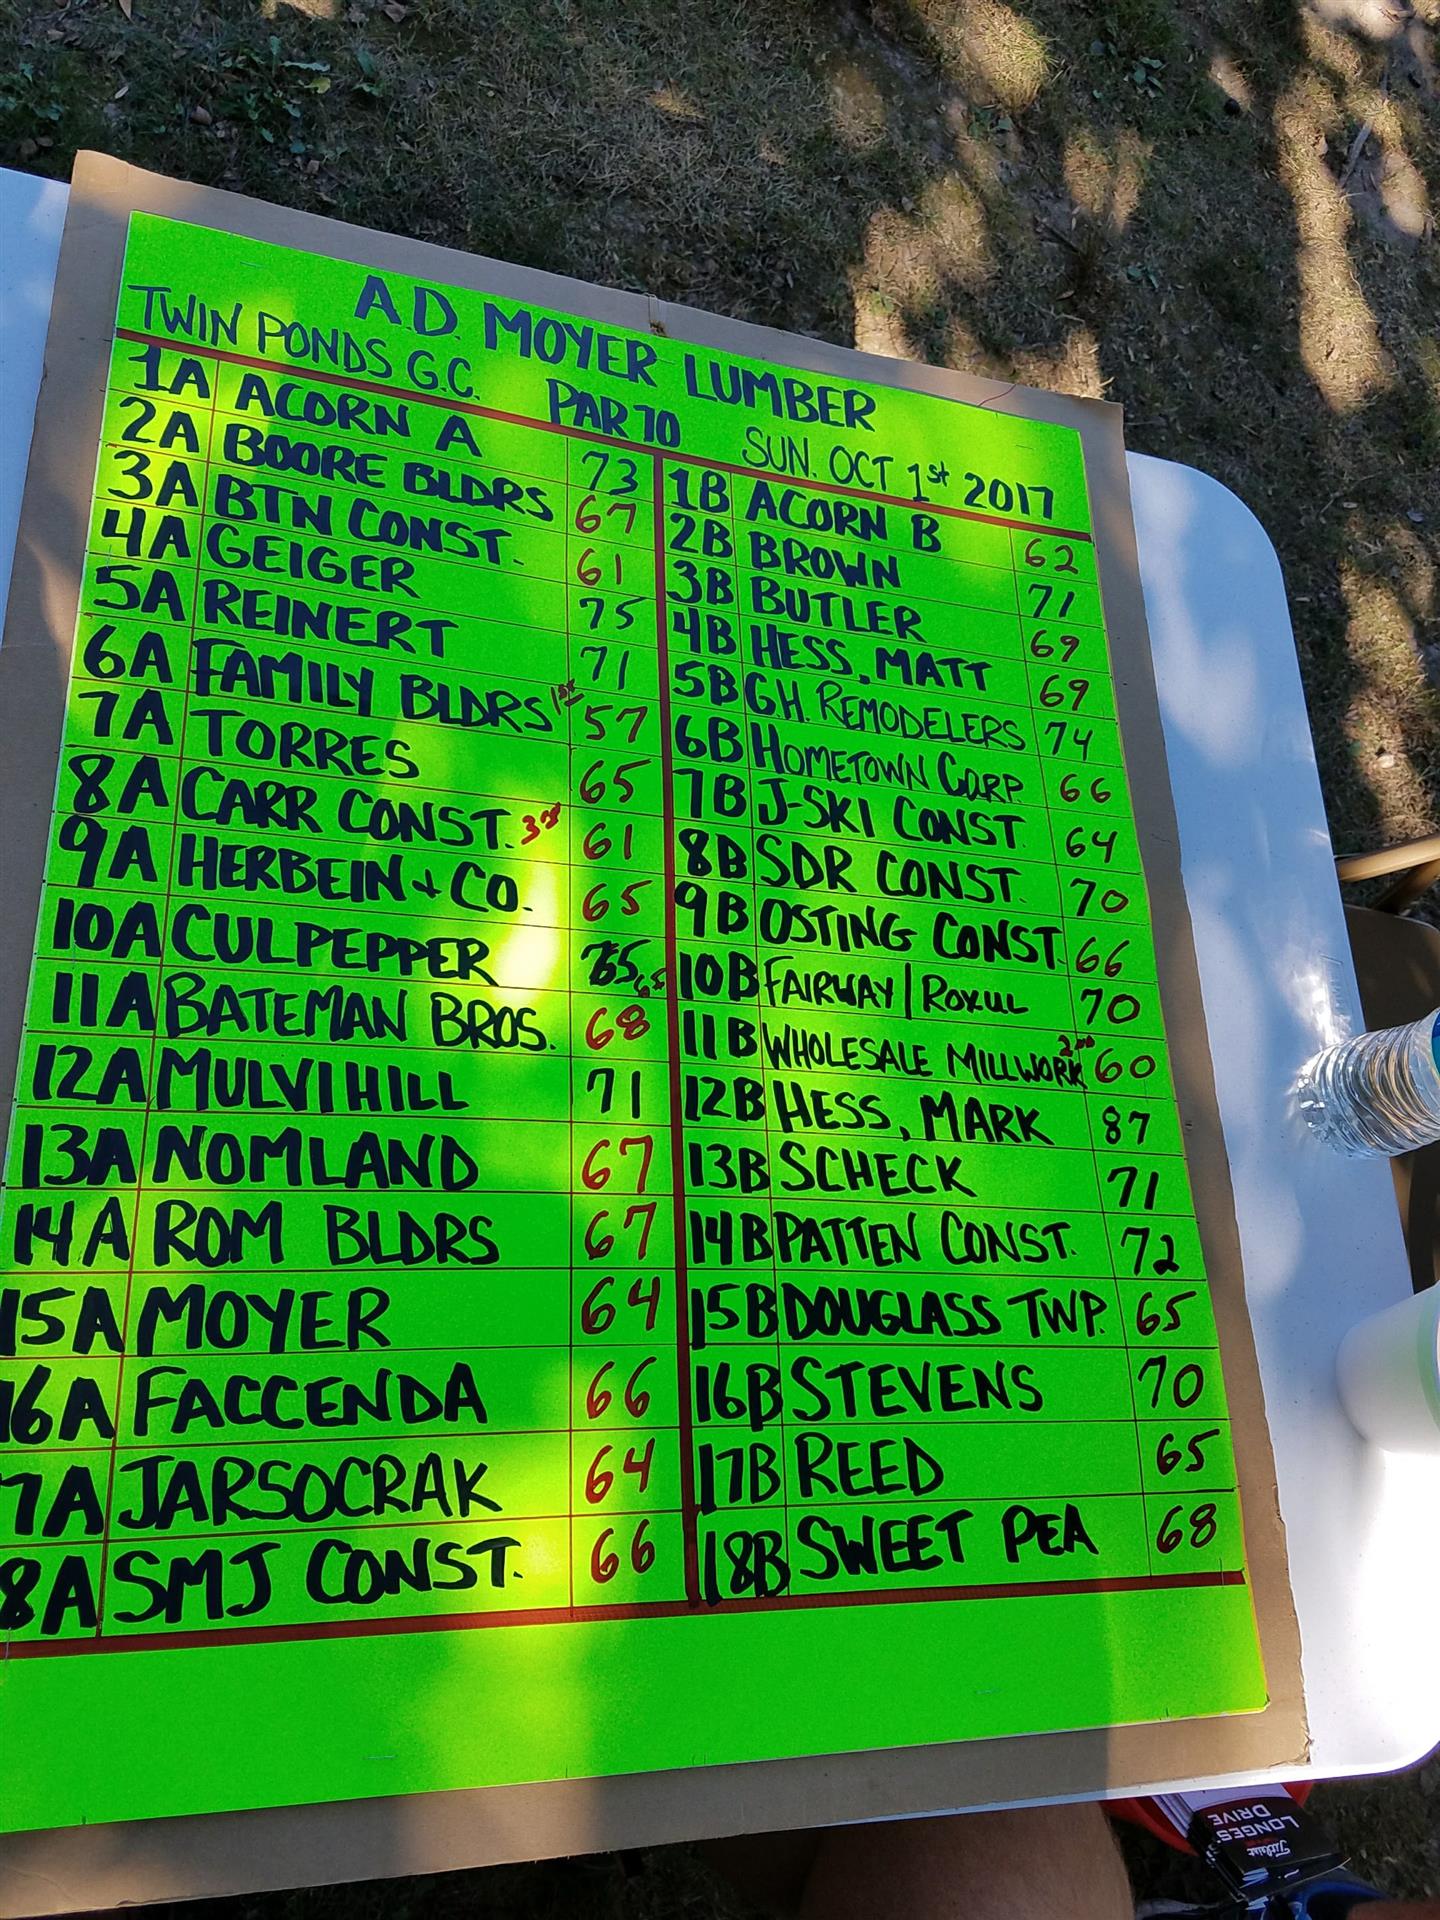 A.D. MOYER LUMBER
TWIN PONDS G.C. PAR 70 SUN. OCT 1st 2017
1A ACORN A 73
2A BOORE BLDRS 67
3A BTN CONST. 61
4A GEIGER 75
5A REINERT 71
6A FAMILY BLDRS 1st 57
7A TORRES 65
8A CARR CONST. 3rd 61
9A HERBEIN + CO. 65
10A CULPEPPER 65
11A BATEMAN BROS. 68
12A MULVIHILL 71
13A NOMLAND 67
14A ROM BLDRS 67
15A MOYER 64
16A FACCENDA 66
7A JARSOCRAK 64
8A SMJ CONST. 66
1B ACORN B 62
2B BROWN 71
3B BUTLER 69
4B HESS, MATT 69
5B G.H. REMODELERS 74
6B HOMETOWN CORP 66
7B J-SKI CONST. 64
8B SDR CONST. 70
9B OSTING CONST. 66
10B FAIRWAY/ROXUL 70
11B WHOLESALE MILLWORK 2nd 60
12B HESS, MARK 87
13B SCHECK 71
14B PATTEN CONST. 72
15B DOUGLASS TWP. 65
16B STEVENS 70
17B REED 65
18B SWEET PEA 68
Titleist
LONGEST
DRIVE